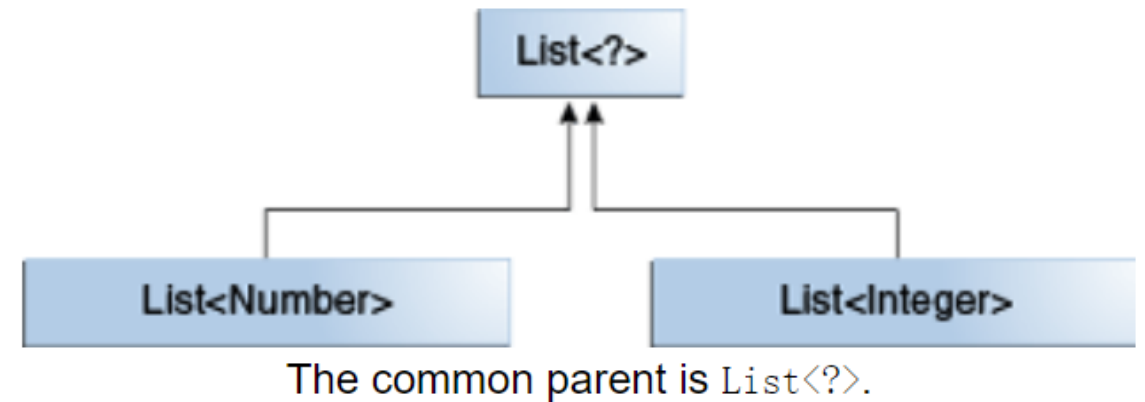 List<?>
List<Number>
List<Integer>
The common parent is List<?>.